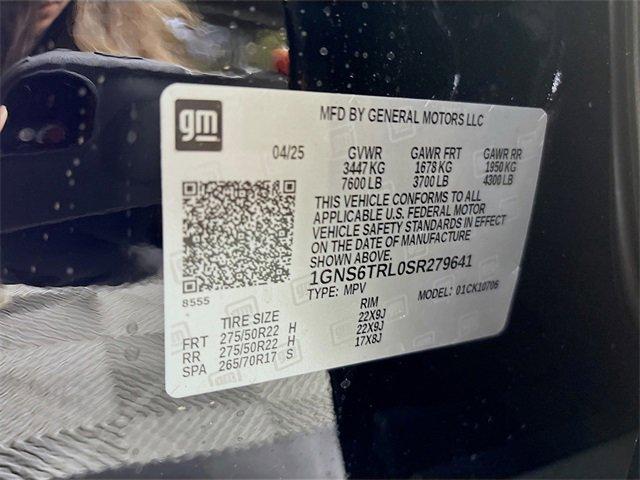 gm
MFD BY GENERAL MOTORS LLC
04/25 GVWR GAWR FRT GAWR RR
3447 KG 1678 KG 1950 KG
7600 LB 3700 LB 4300 LB
THIS VEHICLE CONFORMS TO ALL
APPLICABLE U.S. FEDERAL MOTOR
VEHICLE SAFETY STANDARDS IN EFFECT
ON THE DATE OF MANUFACTURE
SHOWN ABOVE.
1GNS6TRL0SR279641
8555
TYPE: MPV MODEL: 01CK10706
TIRE SIZE RIM
FRT 275/50R22 H 22X9J
RR 275/50R22 H 22X9J
SPA 265/70R17 S 17X8J